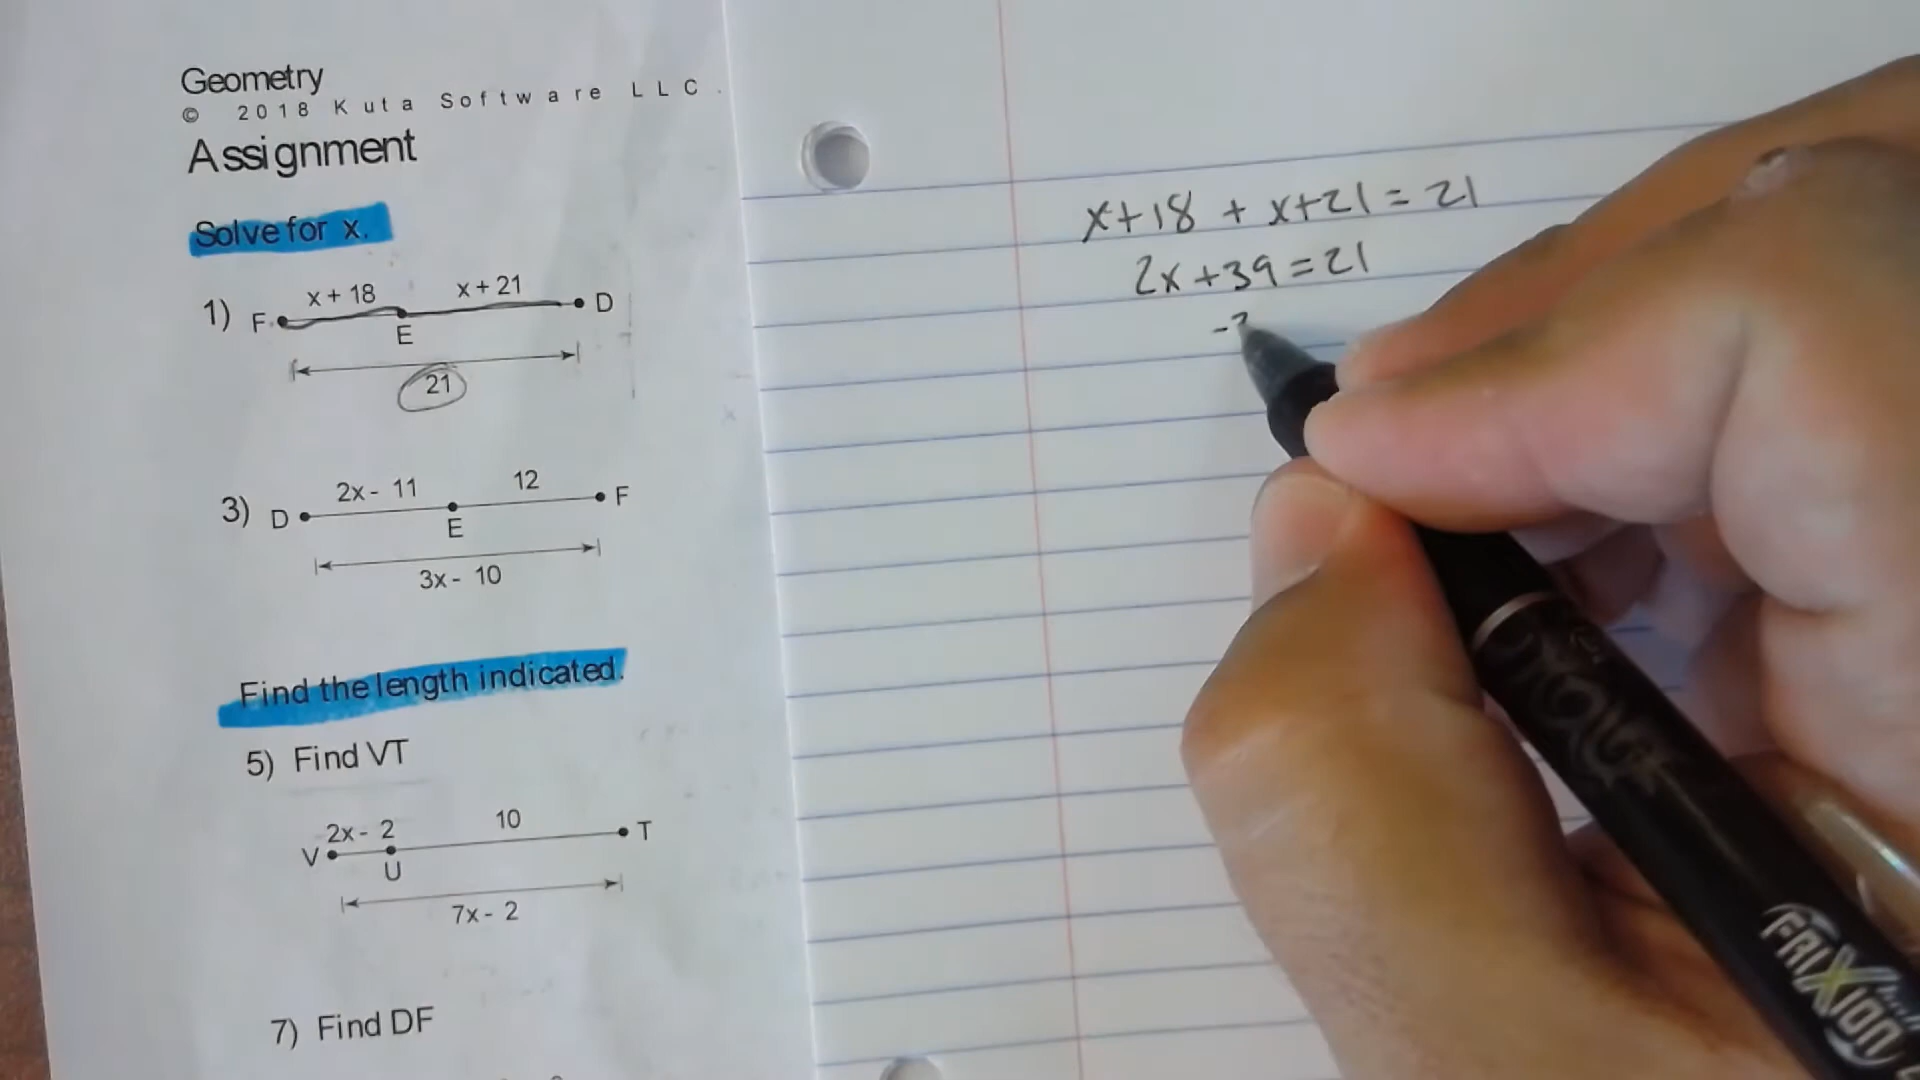 Geometry
© 2018 Kuta Software LLC.
Assignment
Solve for x.
1) F x + 18 E x + 21 D
21
3) D 2x - 11 E 12 F
3x - 10
Find the length indicated.
5) Find VT
V 2x - 2 U 10 T
7x - 2
7) Find DF
x+18 + x+21 = 21
2x +39 = 21
-3
FRIXion